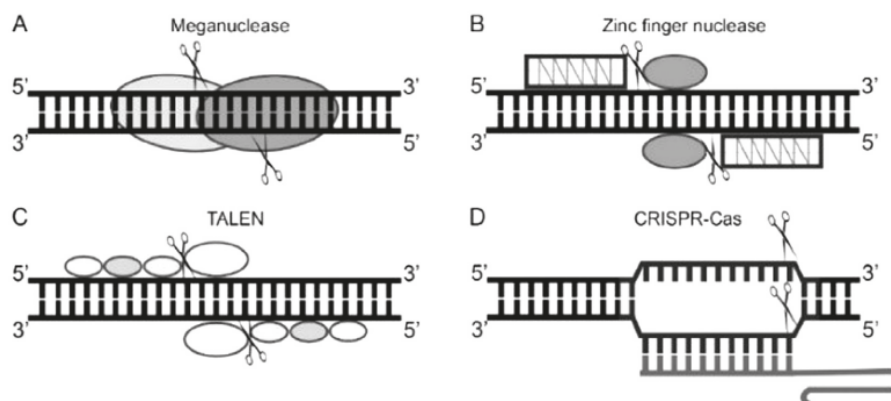 A Meganuclease
5' 3'
3' 5'
B Zinc finger nuclease
5' 3'
3' 5'
C TALEN
5' 3'
3' 5'
D CRISPR-Cas
5' 3'
3' 5'